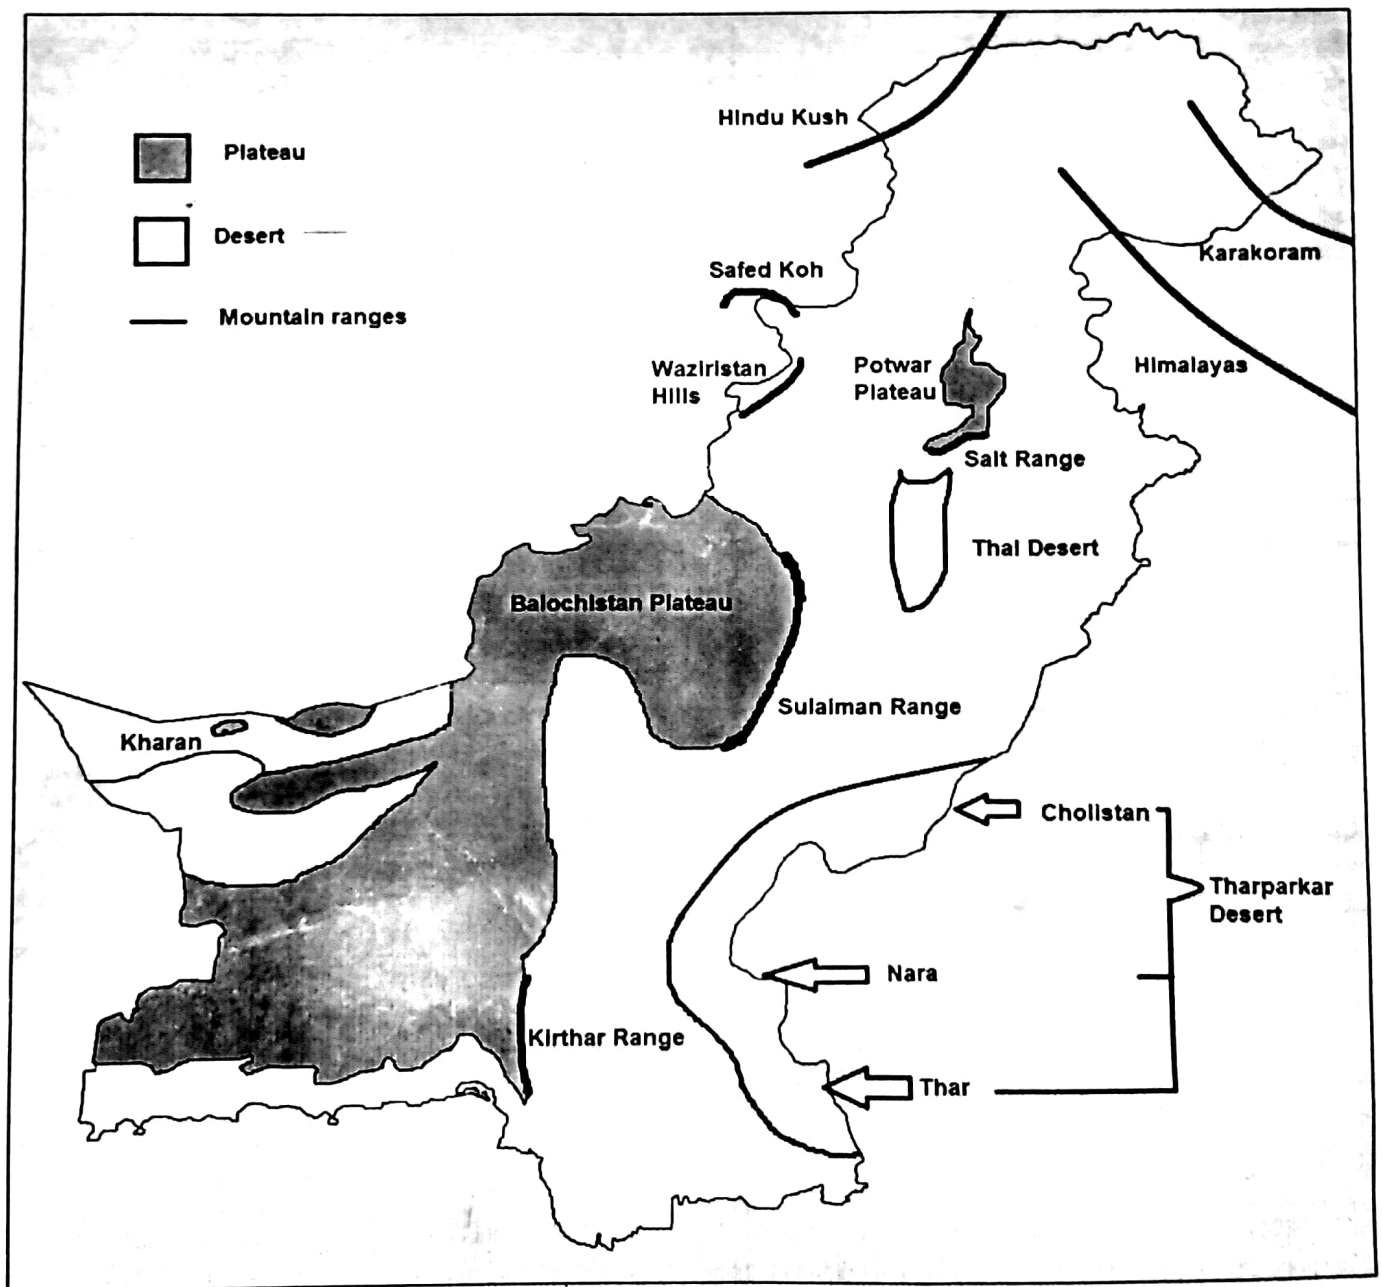 Hindu Kush
Plateau
Desert
Safed Koh
Karakoram
Mountain ranges
Waziristan
Hills
Potwar
Plateau
Himalayas
Salt Range
Thal Desert
Balochistan Plateau
Sulaiman Range
Kharan
Cholistan
Tharparkar
Desert
Nara
Kirthar Range
Thar